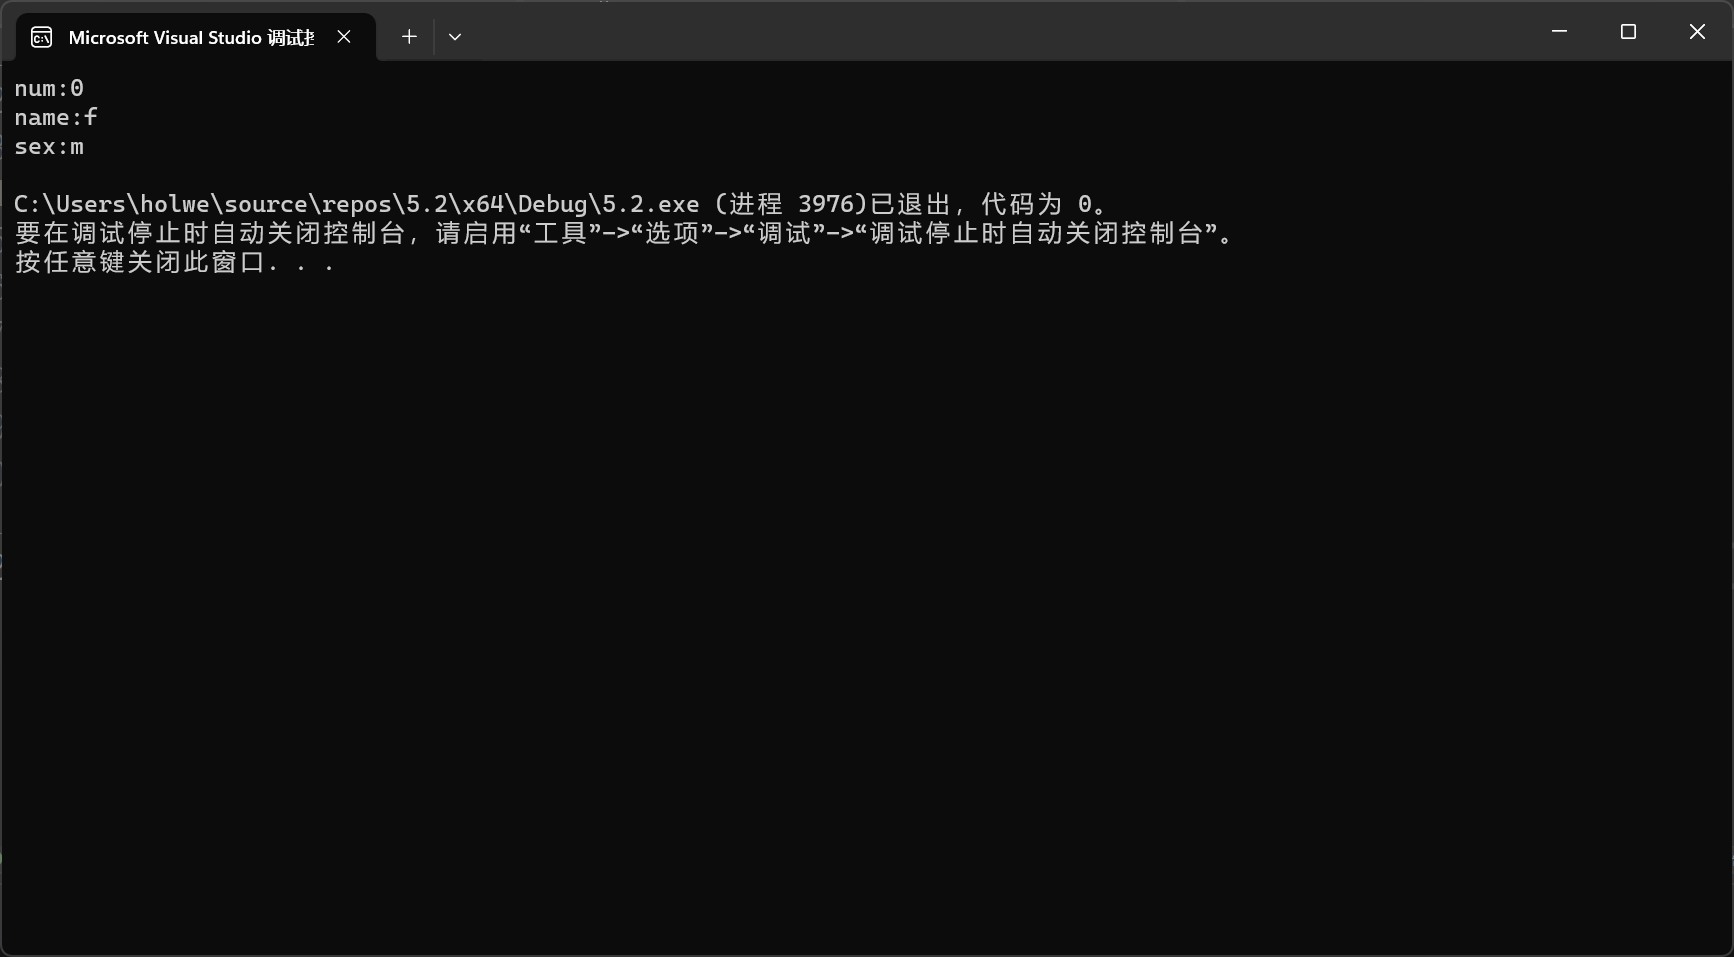 Microsoft Visual Studio 调试
num:0
name:f
sex:m
C:\Users\holwe\source\repos\5.2\x64\Debug\5.2.exe (进程 3976)已退出，代码为 0。
要在调试停止时自动关闭控制台，请启用“工具”->“选项”->“调试”->“调试停止时自动关闭控制台”。
按任意键关闭此窗口. . .